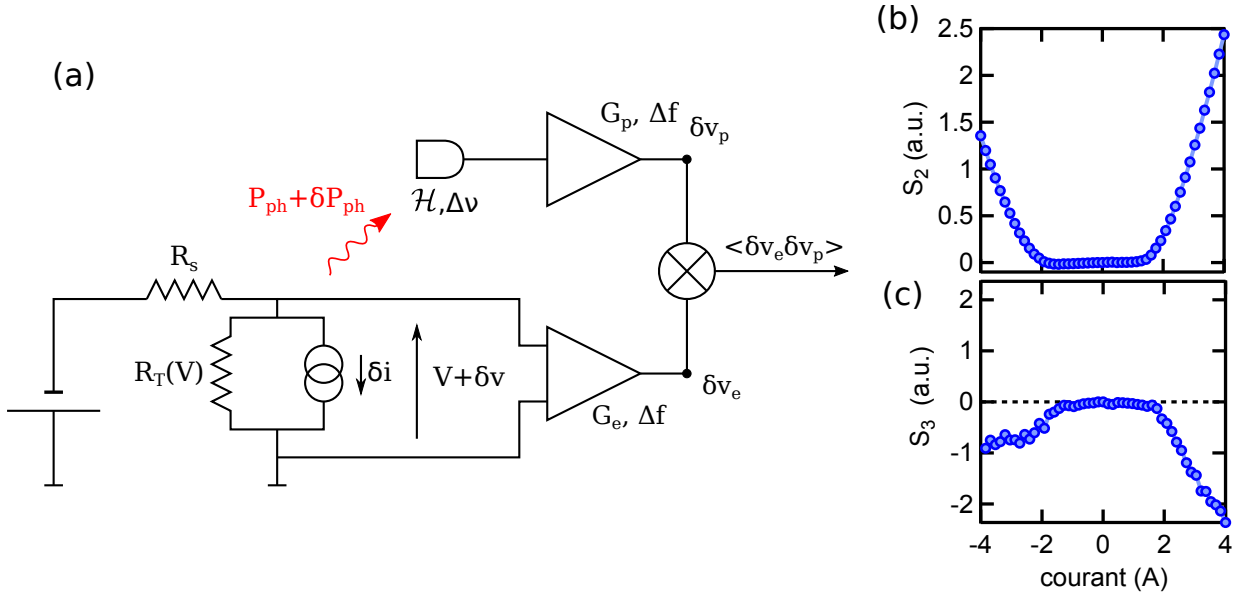 (a)
G_p, Δf
δv_p
ℋ,Δν
P_ph+δP_ph
<δv_eδv_p>
R_s
R_T(V)
δi
V+δv
G_e, Δf
δv_e
(b)
S_2 (a.u.)
2.5
2
1.5
1
0.5
0
(c)
S_3 (a.u.)
2
1
0
-1
-2
-4
-2
0
2
4
courant (A)